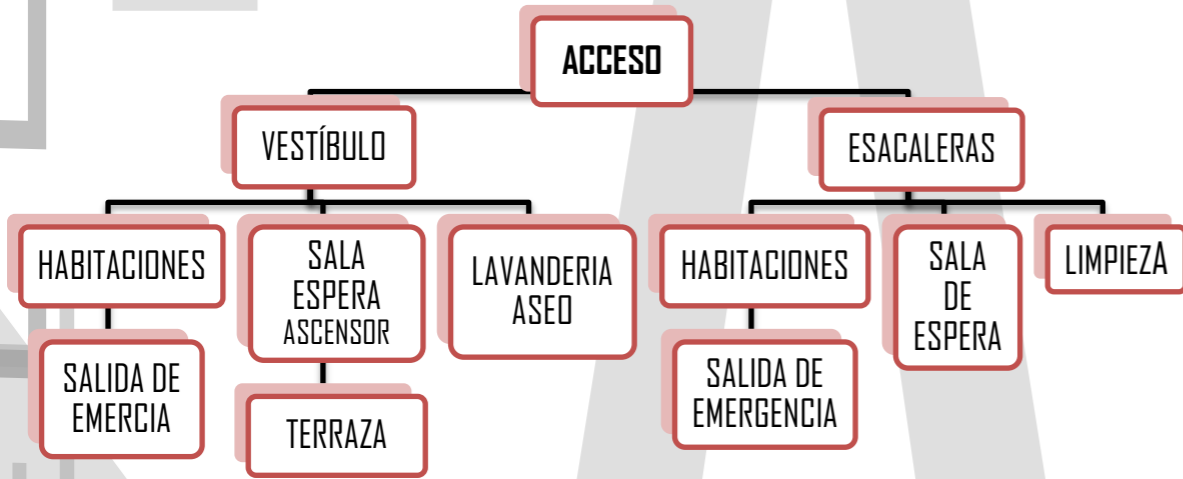 ACCESO
VESTÍBULO
ESACALERAS
HABITACIONES
SALA
ESPERA
ASCENSOR
LAVANDERIA
ASEO
HABITACIONES
SALA
DE
ESPERA
LIMPIEZA
SALIDA DE
EMERCIA
TERRAZA
SALIDA DE
EMERGENCIA